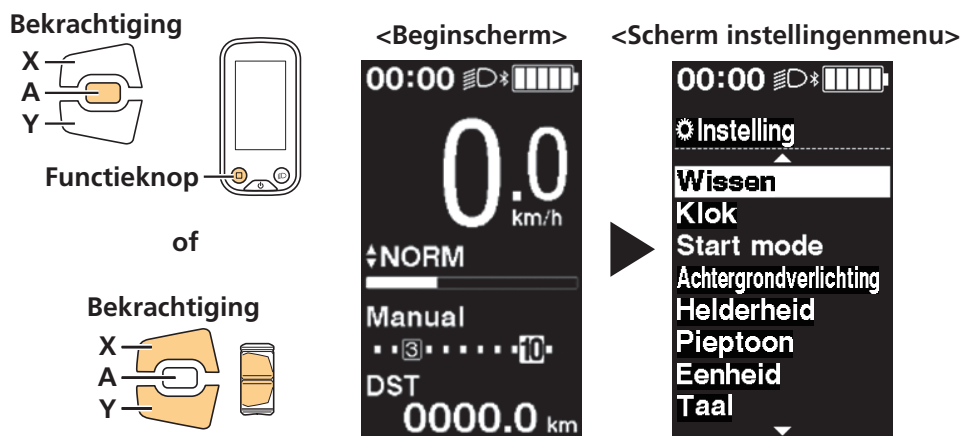 Bekrachtiging
X
A
Y
Functieknop
of
Bekrachtiging
X
A
Y
<Beginscherm>
00:00
0.0
km/h
NORM
Manual
3 10
DST
0000.0 km
<Scherm instellingenmenu>
00:00
Instelling
Wissen
Klok
Start mode
Achtergrondverlichting
Helderheid
Pieptoon
Eenheid
Taal